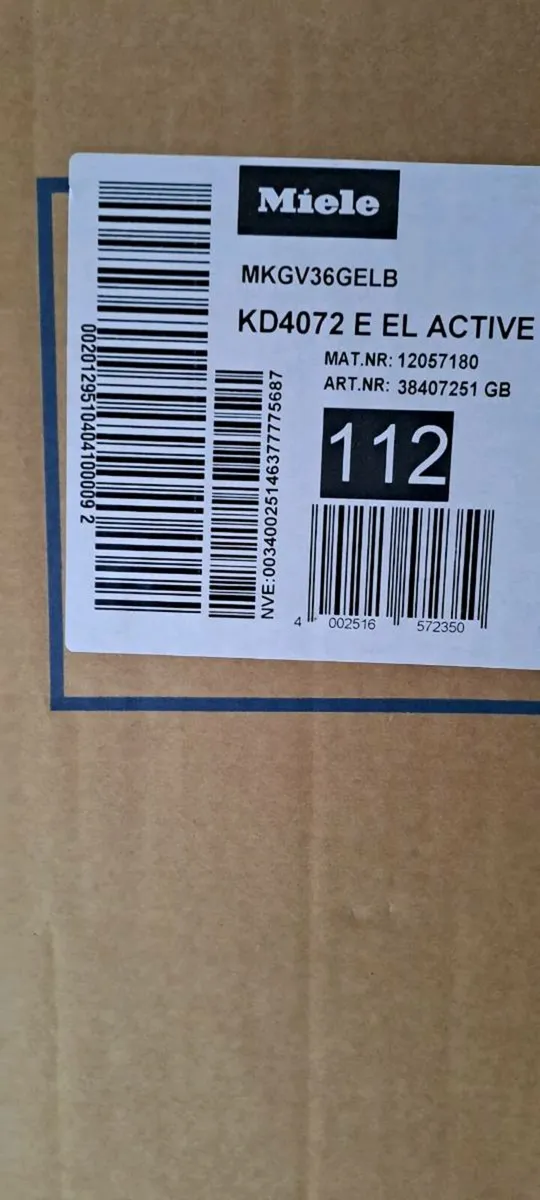 Miele
MKGV36GELB
KD4072 E EL ACTIVE
MAT.NR: 12057180
ART.NR: 38407251 GB
112
4 002516 572350
NVE:00340025146377775687
0020129510404100009 2